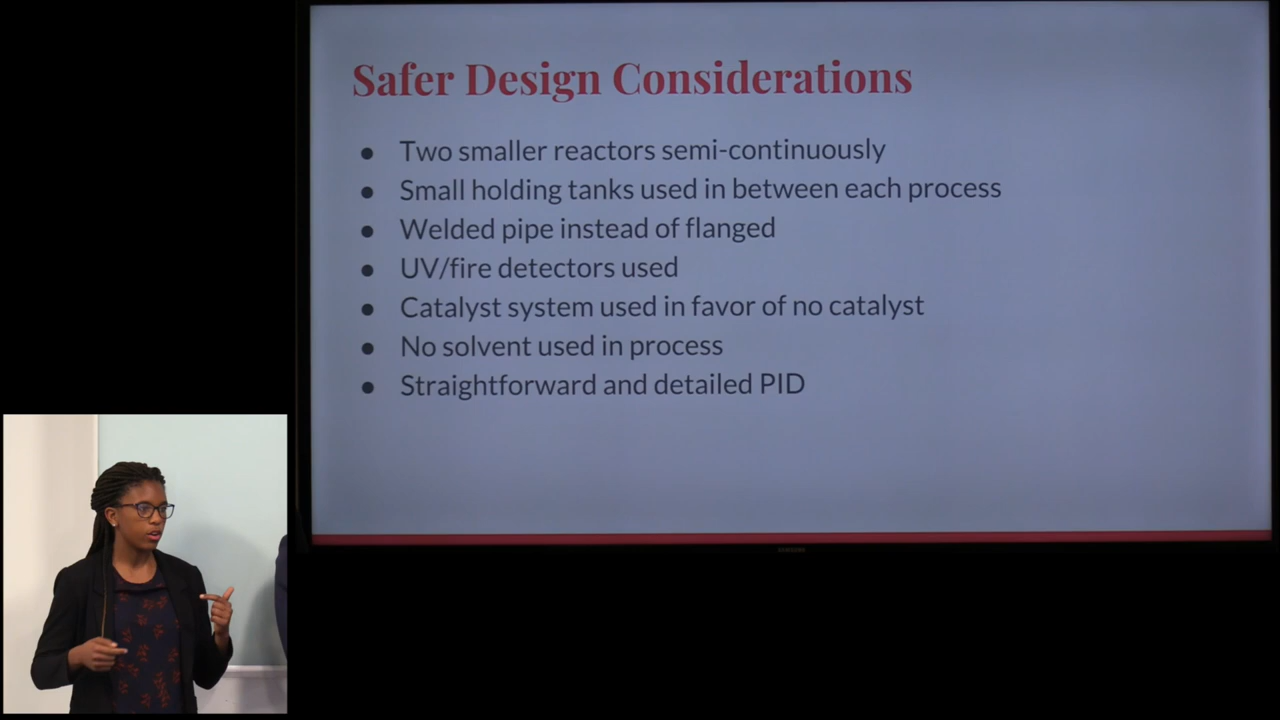 Safer Design Considerations
● Two smaller reactors semi-continuously
● Small holding tanks used in between each process
● Welded pipe instead of flanged
● UV/fire detectors used
● Catalyst system used in favor of no catalyst
● No solvent used in process
● Straightforward and detailed PID
SAMSUNG